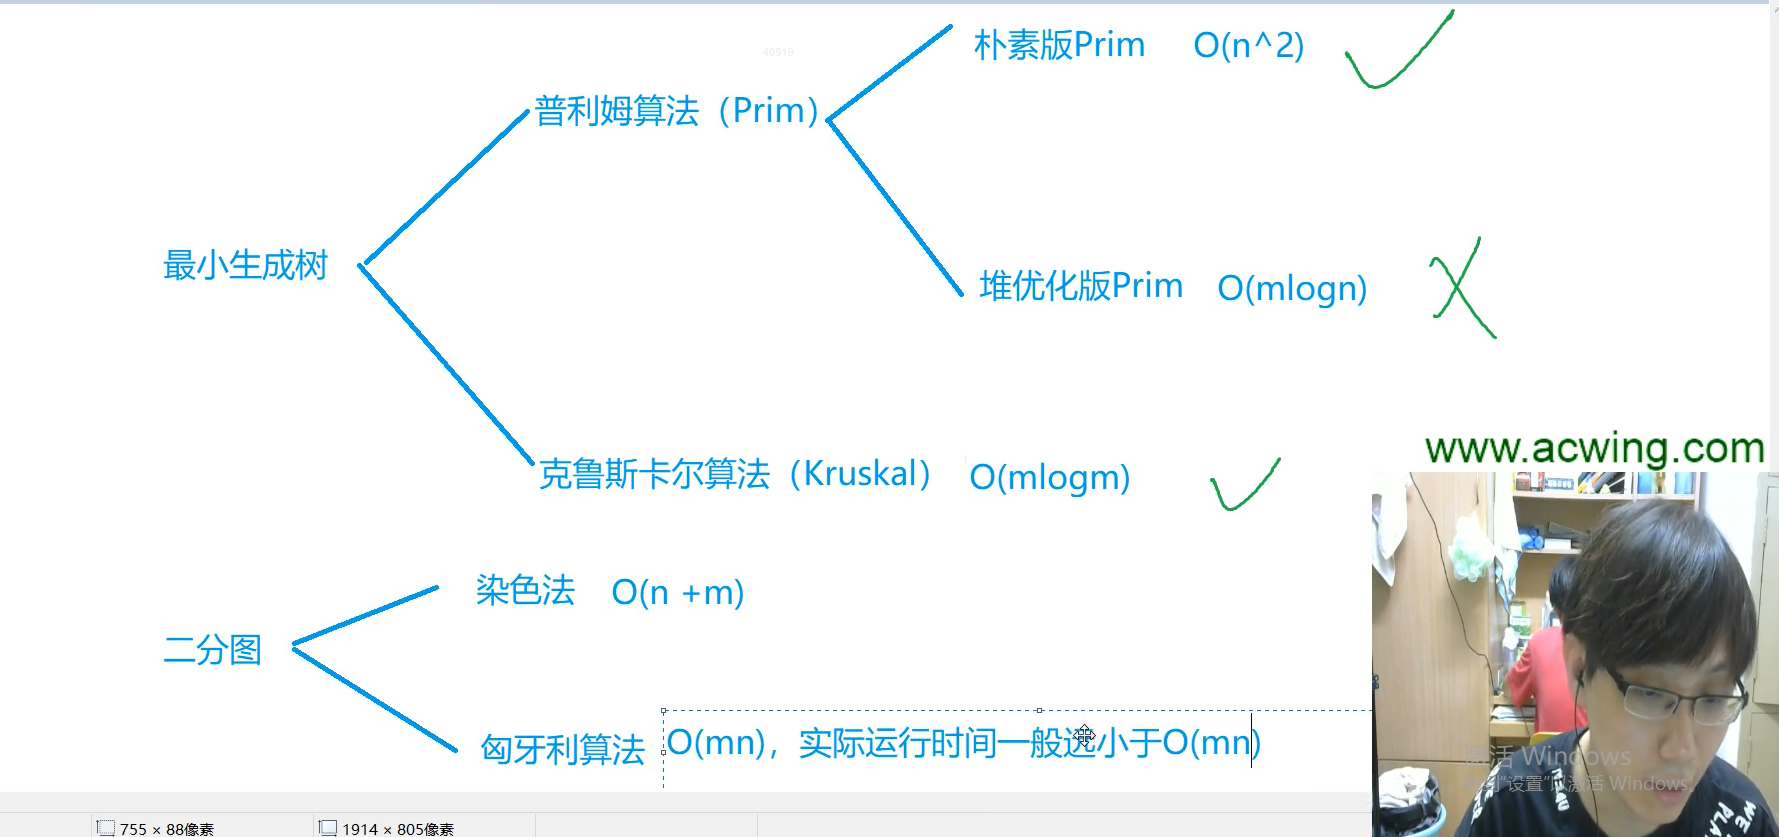 40919
朴素版Prim O(n^2)
普利姆算法（Prim）
最小生成树
堆优化版Prim O(mlogn)
www.acwing.com
克鲁斯卡尔算法（Kruskal） O(mlogm)
染色法 O(n +m)
二分图
匈牙利算法 O(mn)，实际运行时间一般远小于O(mn)
激活 Windows
转到"设置"以激活 Windows。
755 × 88像素
1914 × 805像素